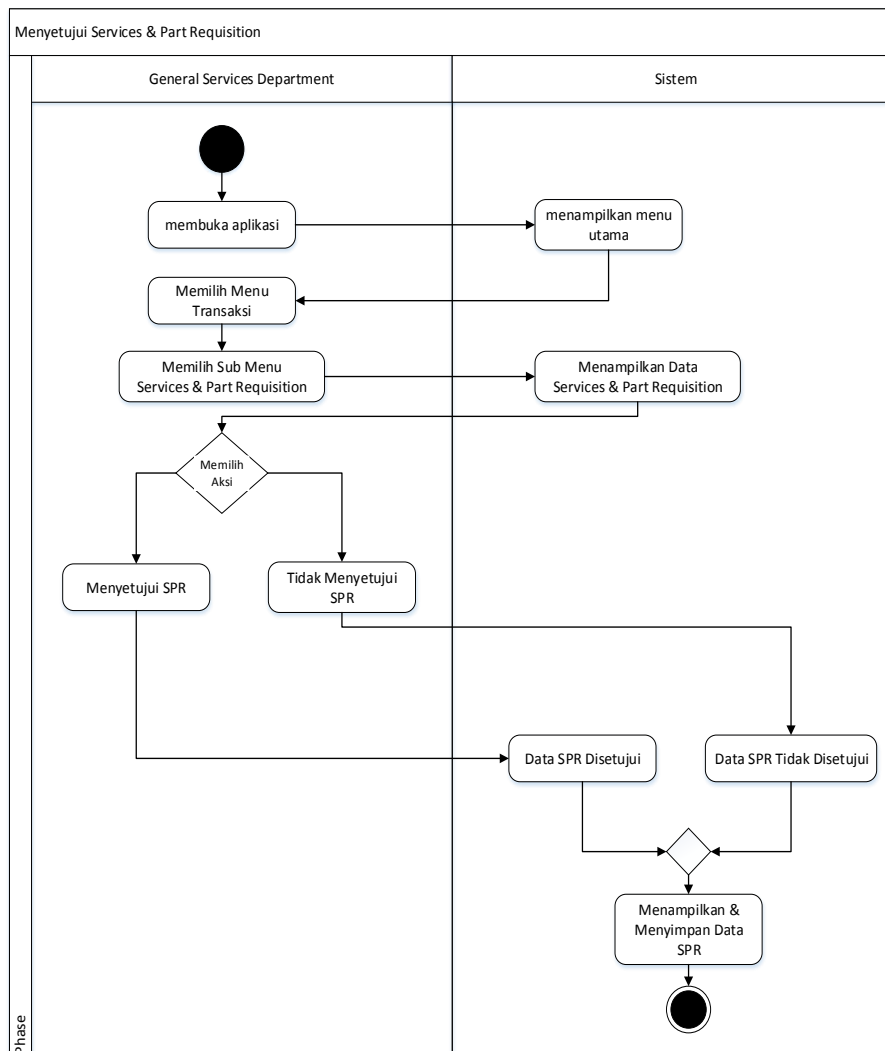 Menyetujui Services & Part Requisition
General Services Department
Sistem
membuka aplikasi
menampilkan menu
utama
Memilih Menu
Transaksi
Memilih Sub Menu
Services & Part Requisition
Menampilkan Data
Services & Part Requisition
Memilih
Aksi
Menyetujui SPR
Tidak Menyetujui
SPR
Data SPR Disetujui
Data SPR Tidak Disetujui
Menampilkan &
Menyimpan Data
SPR
Phase